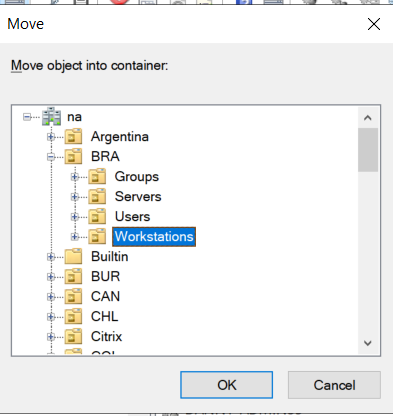 Move
Move object into container:
na
Argentina
BRA
Groups
Servers
Users
Workstations
Builtin
BUR
CAN
CHL
Citrix
OK
Cancel